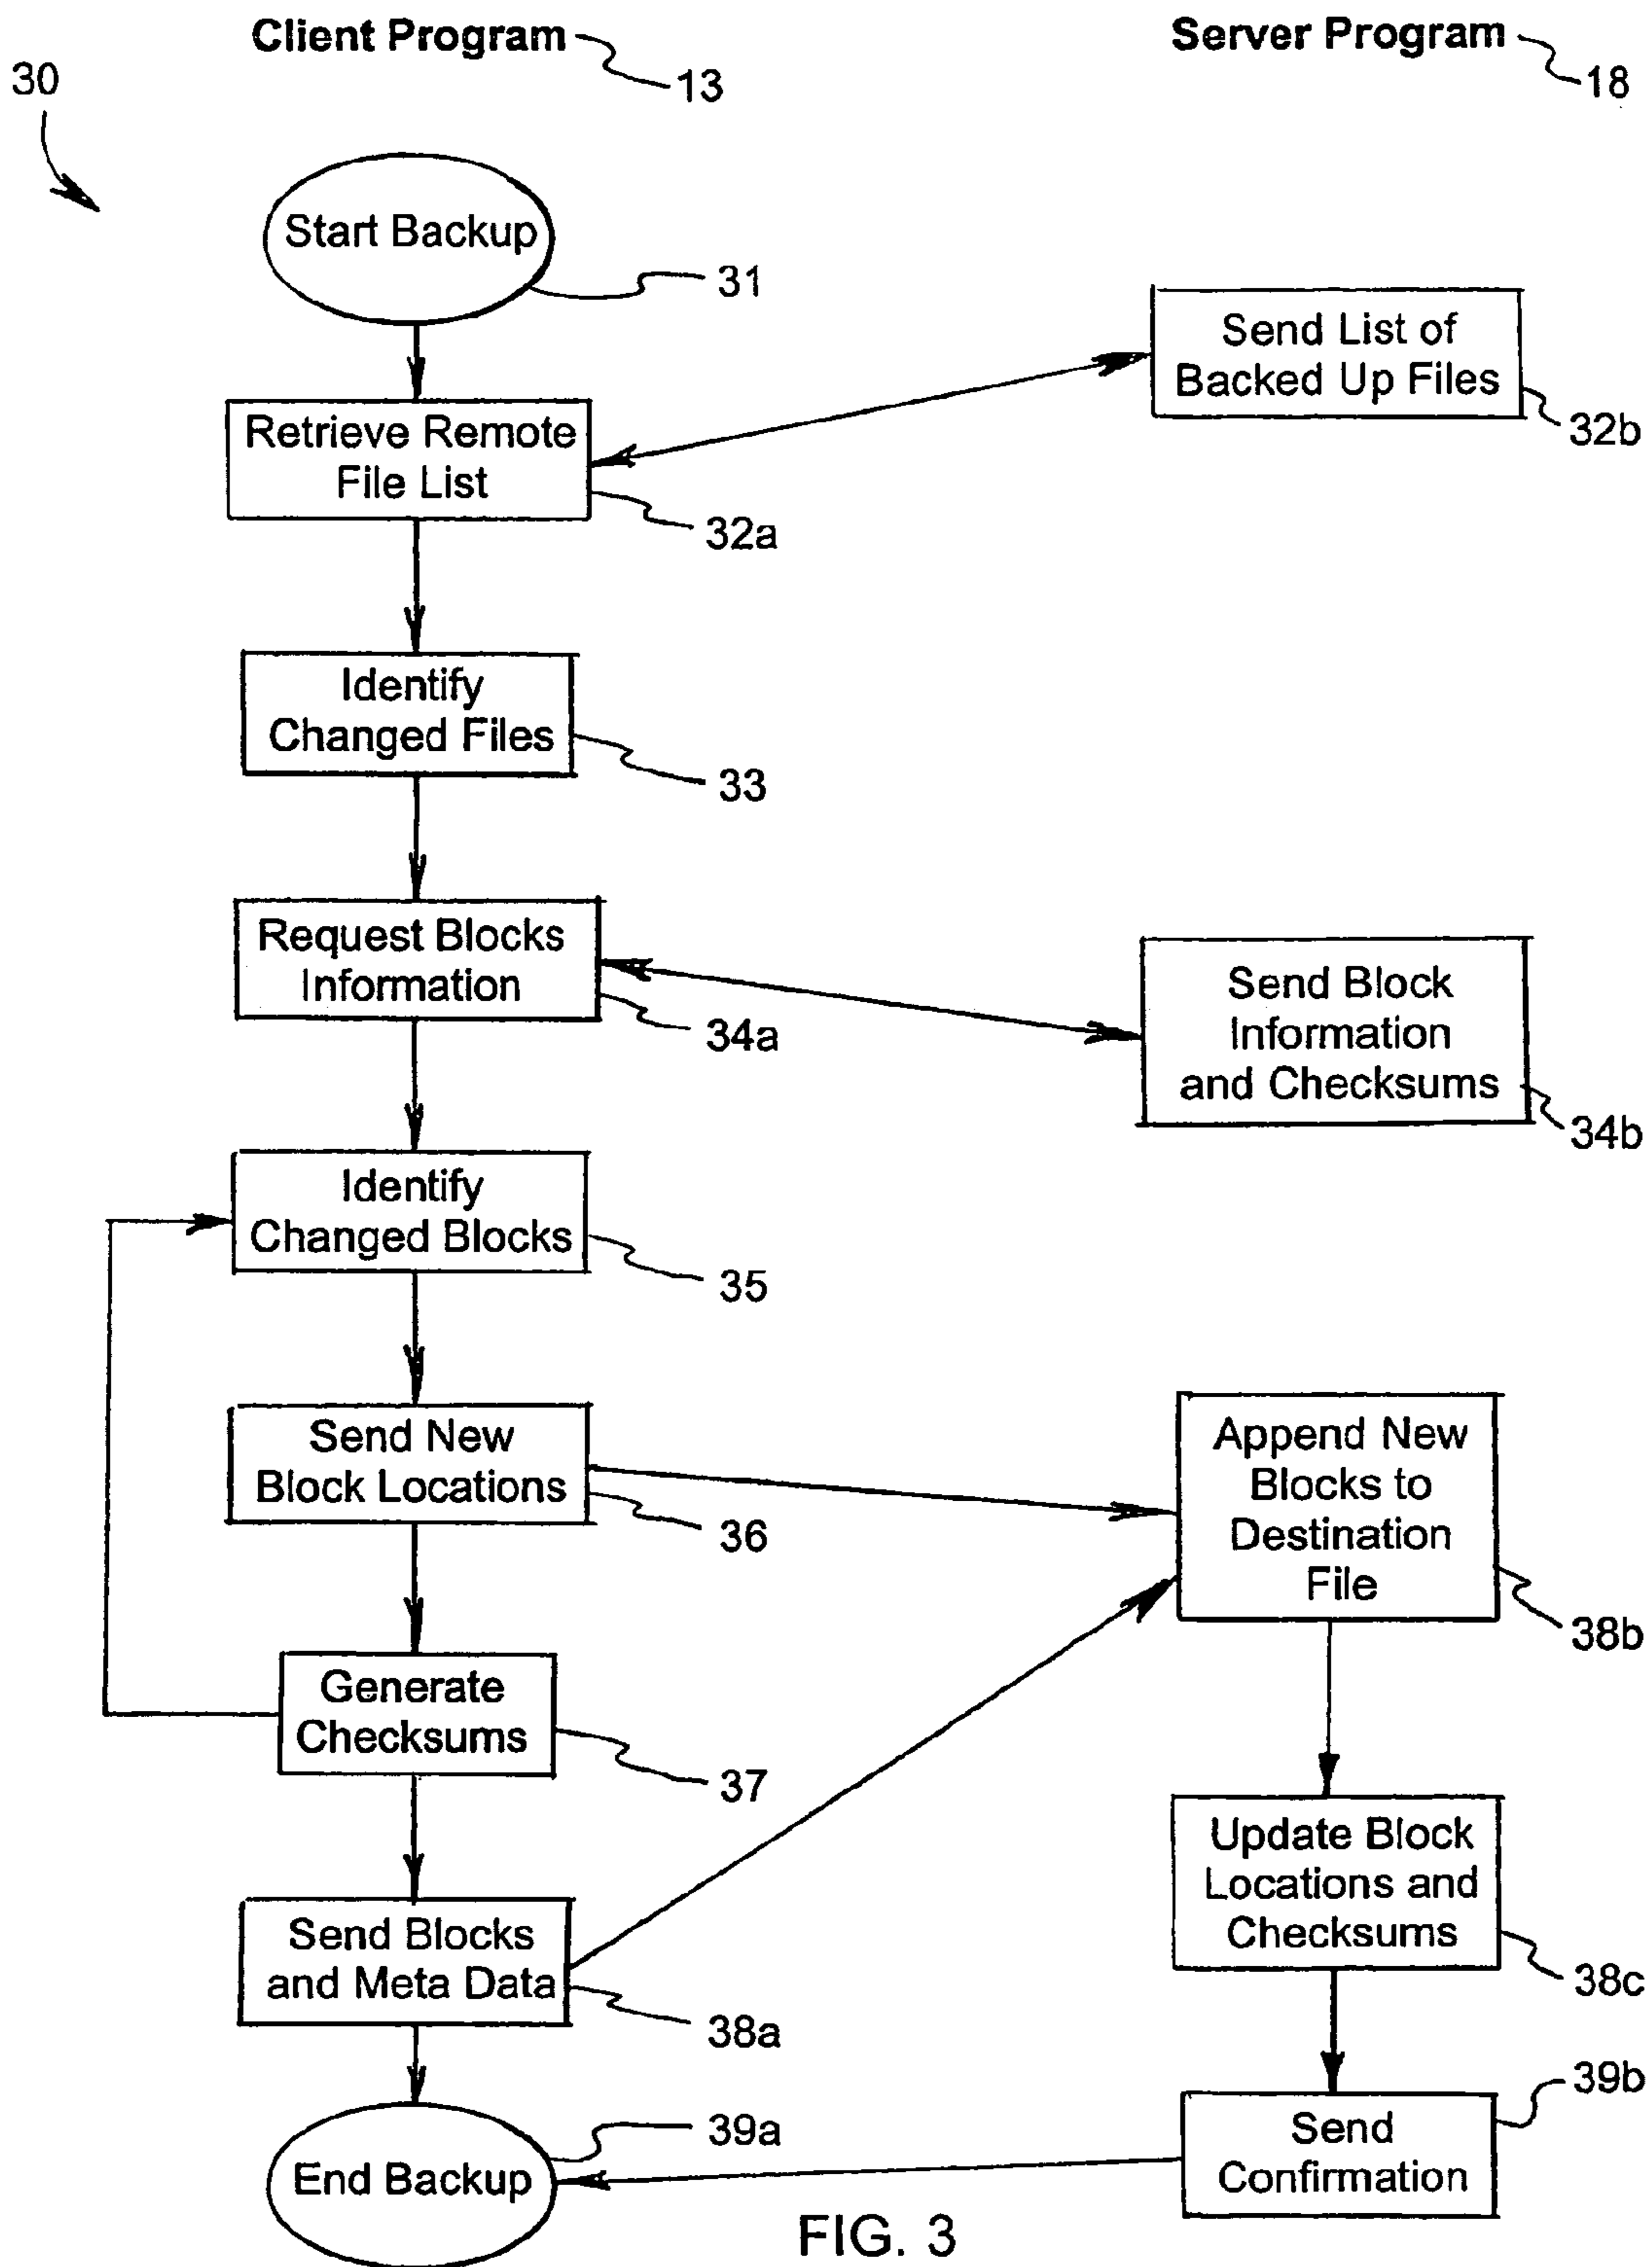 Client Program
13
Server Program
18
30
Start Backup
31
Send List of
Backed Up Files
32b
Retrieve Remote
File List
32a
Identify
Changed Files
33
Request Blocks
Information
34a
Send Block
Information
and Checksums
34b
Identify
Changed Blocks
35
Send New
Block Locations
36
Append New
Blocks to
Destination
File
38b
Generate
Checksums
37
Update Block
Locations and
Checksums
38c
Send Blocks
and Meta Data
38a
39b
Send
Confirmation
39a
End Backup
FIG. 3